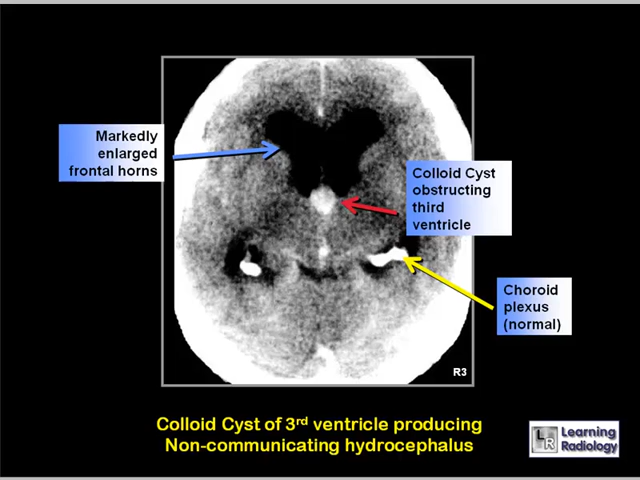 Markedly
enlarged
frontal horns
Colloid Cyst
obstructing
third
ventricle
Choroid
plexus
(normal)
R3
Colloid Cyst of 3rd ventricle producing
Non-communicating hydrocephalus
LR
Learning
Radiology